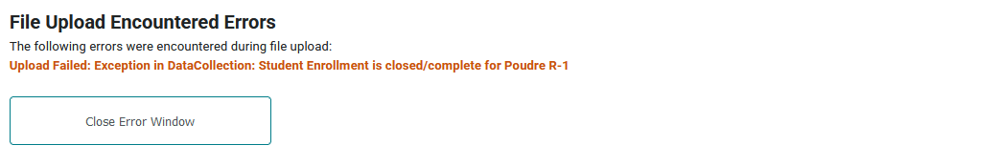 File Upload Encountered Errors
The following errors were encountered during file upload:
Upload Failed: Exception in DataCollection: Student Enrollment is closed/complete for Poudre R-1
Close Error Window